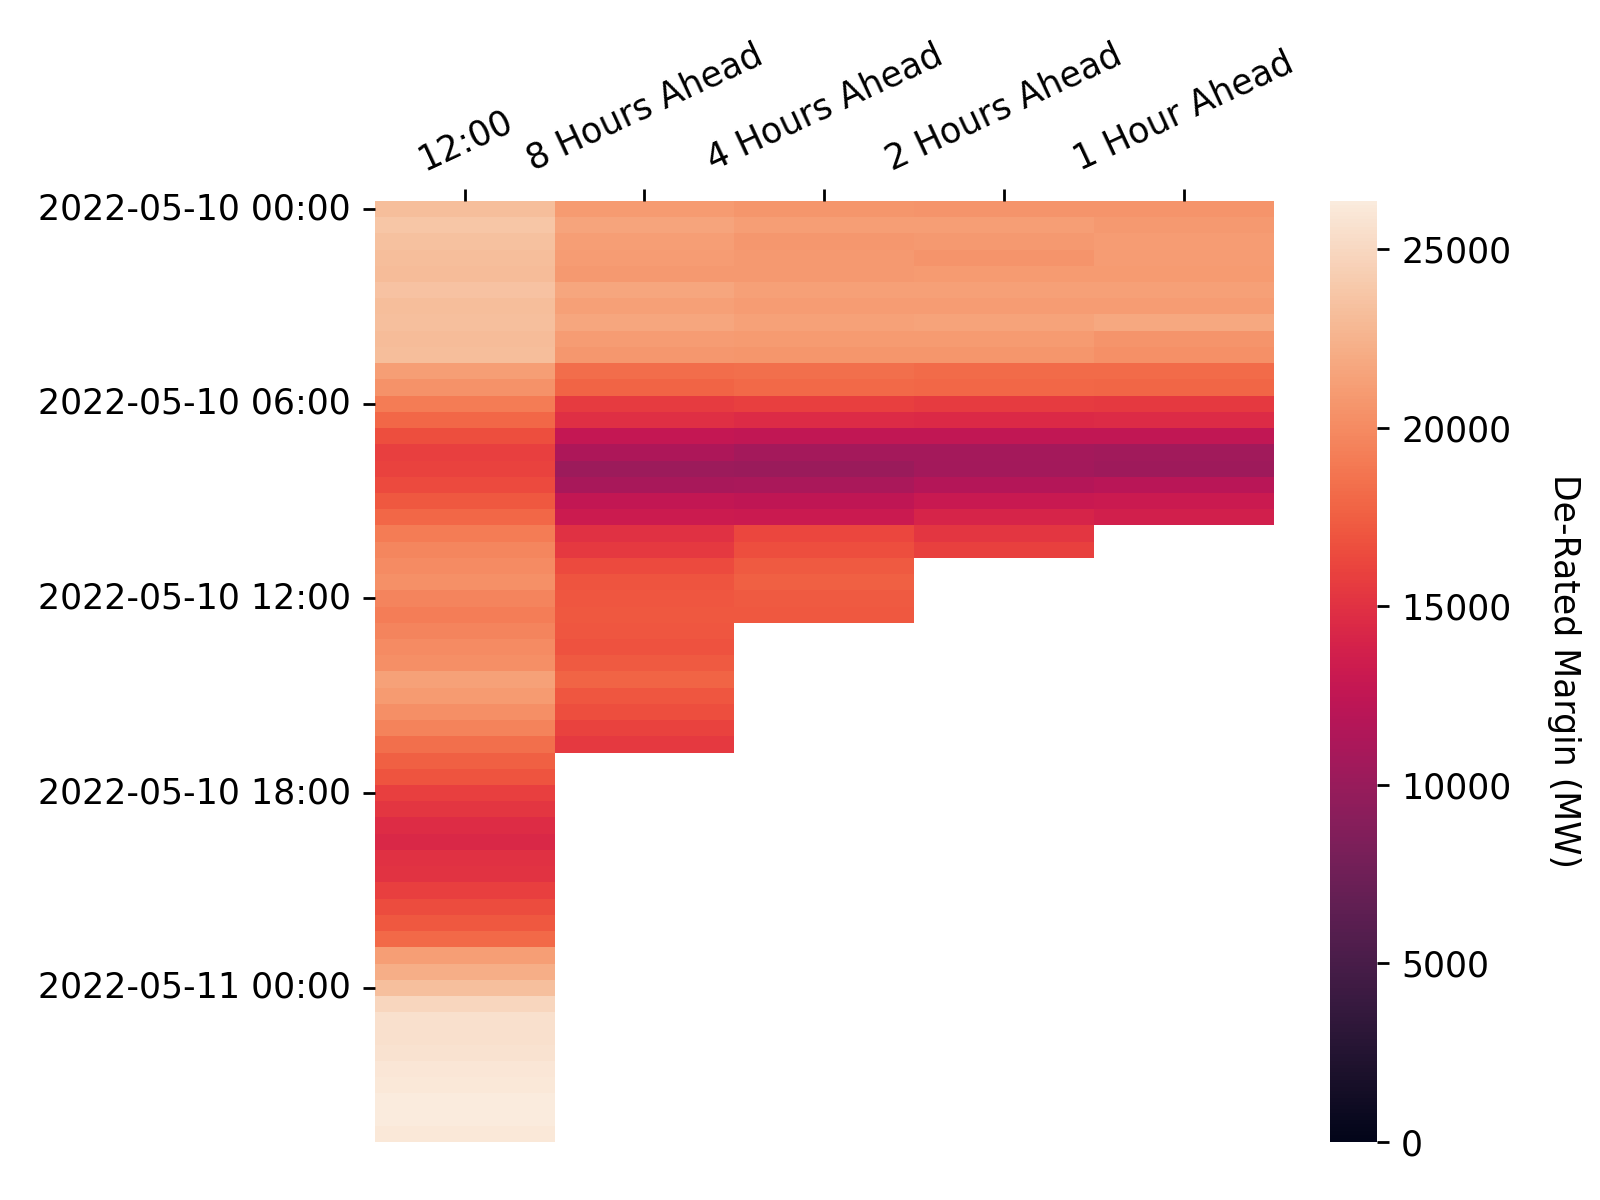 12:00
8 Hours Ahead
4 Hours Ahead
2 Hours Ahead
1 Hour Ahead
2022-05-10 00:00
2022-05-10 06:00
2022-05-10 12:00
2022-05-10 18:00
2022-05-11 00:00
25000
20000
15000
10000
5000
0
De-Rated Margin (MW)